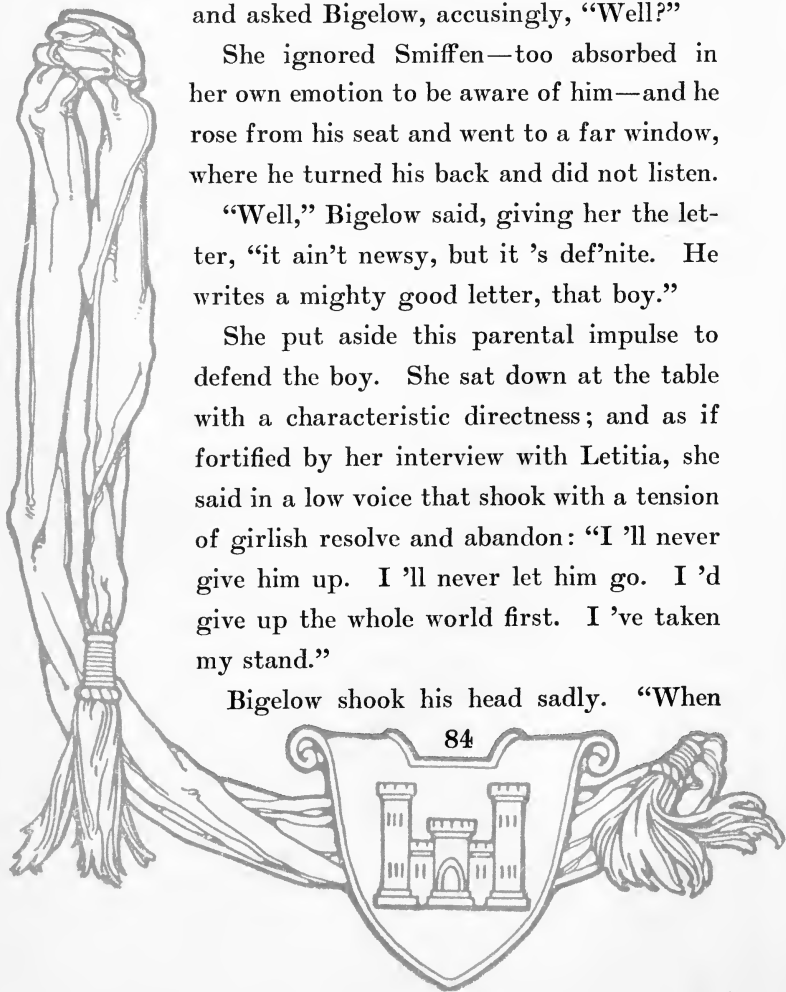 and asked Bigelow, accusingly, “Well?”
She ignored Smiffen—too absorbed in
her own emotion to be aware of him—and he
rose from his seat and went to a far window,
where he turned his back and did not listen.
“Well,” Bigelow said, giving her the let-
ter, “it ain't newsy, but it 's def'nite. He
writes a mighty good letter, that boy.”
She put aside this parental impulse to
defend the boy. She sat down at the table
with a characteristic directness; and as if
fortified by her interview with Letitia, she
said in a low voice that shook with a tension
of girlish resolve and abandon: “I 'll never
give him up. I 'll never let him go. I 'd
give up the whole world first. I 've taken
my stand.”
Bigelow shook his head sadly. “When
84